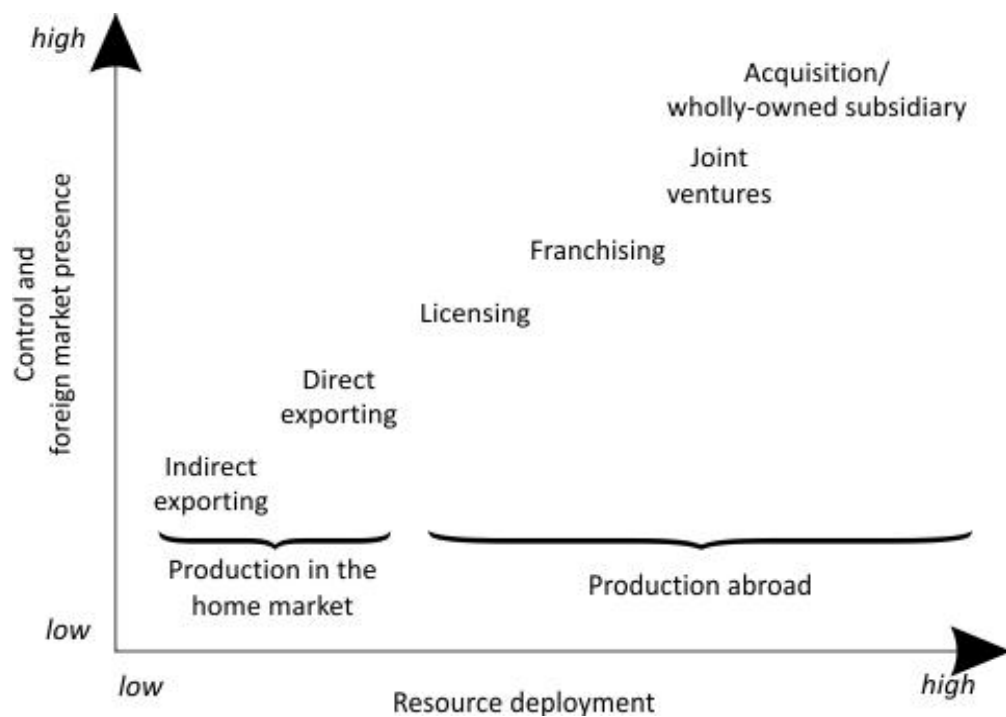 high
Acquisition/
wholly-owned subsidiary
Joint
ventures
Franchising
Licensing
Direct
exporting
Indirect
exporting
Control and
foreign market presence
Production in the
home market
Production abroad
low
low
high
Resource deployment